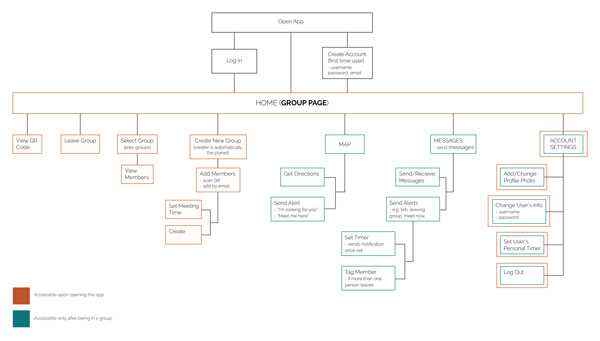 Open App
Log in
Create Account
(first time user)
- username,
password, email
HOME (GROUP PAGE)
View QR
Code
Leave Group
Select Group
(prev groups)
View
Members
Create New Group
(Creator is automatically
the planet)
Add Members
- scan QR
- add by email
Set Meeting
Time
Create
MAP
Get Directions
Send Alert
- "I'm looking for you"
- "Meet me here"
MESSAGES
- send messages
Send/Recieve
Messages
Send Alerts
- e.g. brb, leaving
group, meet now
Set Timer
- sends notification
once set
Tag Member
- if more than one
person leaves
ACCOUNT
SETTINGS
Add/Change
Profile Photo
Change User's Info
- username
- password
Set User's
Personal Timer
Log Out
Accessible upon opening the app
Accessible only after being in a group